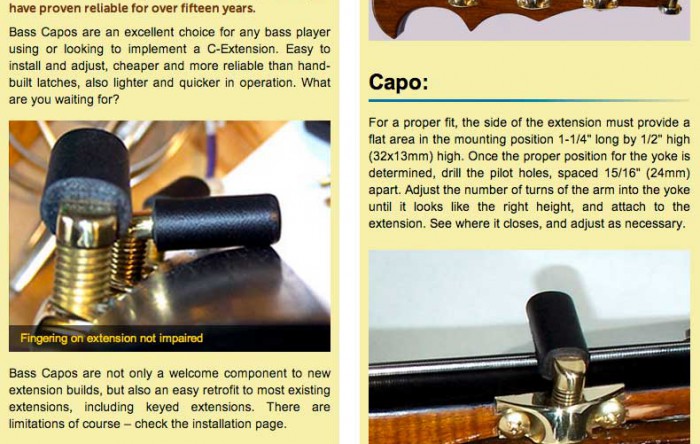 have proven reliable for over fifteen years.
Bass Capos are an excellent choice for any bass player
using or looking to implement a C-Extension. Easy to
install and adjust, cheaper and more reliable than hand-
built latches, also lighter and quicker in operation. What
are you waiting for?
Fingering on extension not impaired
Bass Capos are not only a welcome component to new
extension builds, but also an easy retrofit to most existing
extensions, including keyed extensions. There are
limitations of course – check the installation page.
Capo:
For a proper fit, the side of the extension must provide a
flat area in the mounting position 1-1/4" long by 1/2" high
(32x13mm) high. Once the proper position for the yoke is
determined, drill the pilot holes, spaced 15/16" (24mm)
apart. Adjust the number of turns of the arm into the yoke
until it looks like the right height, and attach to the
extension. See where it closes, and adjust as necessary.